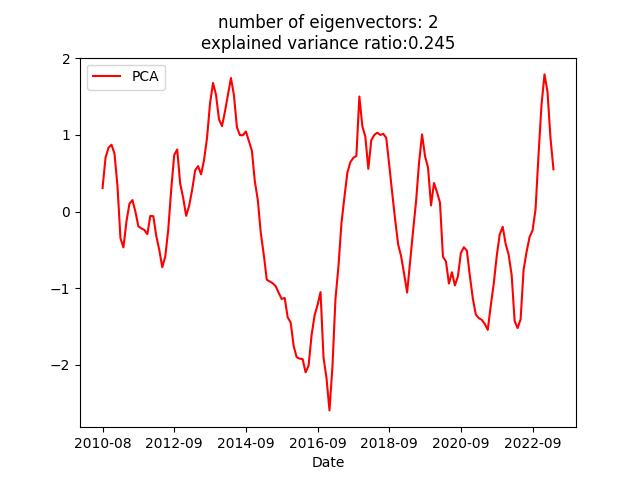 number of eigenvectors: 2
explained variance ratio:0.245
PCA
2
1
0
−1
−2
2010-08 2012-09 2014-09 2016-09 2018-09 2020-09 2022-09
Date